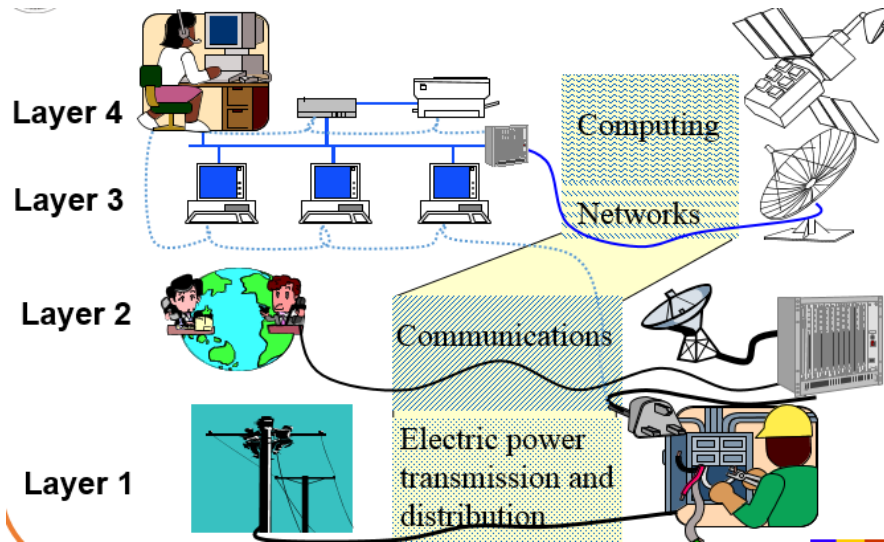 Layer 4
Computing
Layer 3
Networks
Layer 2
Communications
Layer 1
Electric power
transmission and
distribution